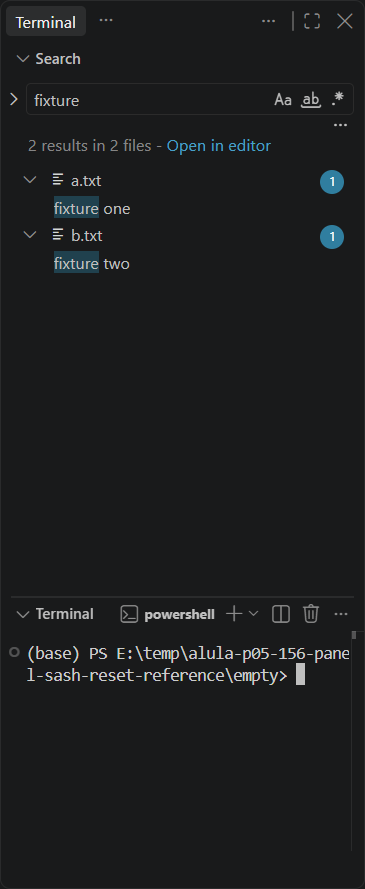 Terminal
Search
fixture
Aa ab .*
2 results in 2 files - Open in editor
a.txt 1
fixture one
b.txt 1
fixture two
Terminal powershell
(base) PS E:\temp\alula-p05-156-pane
l-sash-reset-reference\empty>